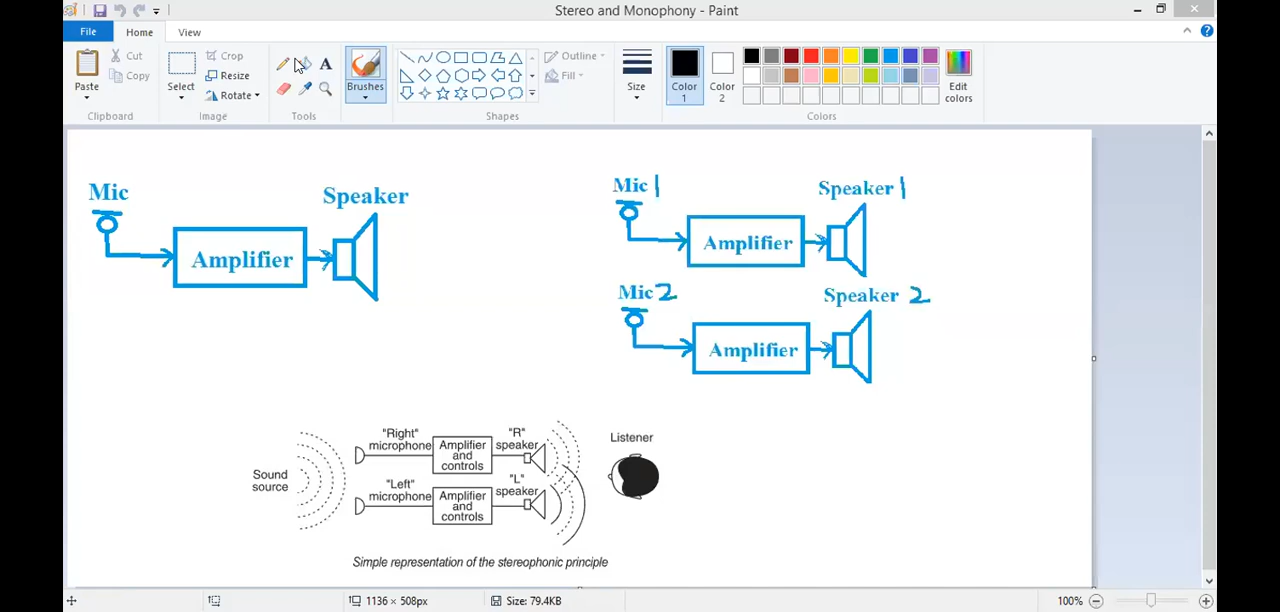 Stereo and Monophony - Paint
File
Home
View
Paste
Cut
Copy
Clipboard
Select
Crop
Resize
Rotate
Image
A
Tools
Brushes
Shapes
Outline
Fill
Size
Color 1
Color 2
Colors
Edit colors
Mic
Speaker
Amplifier
Mic 1
Speaker 1
Amplifier
Mic 2
Speaker 2
Amplifier
Sound
source
"Right"
microphone
Amplifier
and
controls
"R"
speaker
"Left"
microphone
Amplifier
and
controls
"L"
speaker
Listener
Simple representation of the stereophonic principle
1136 × 508px
Size: 79.4KB
100%